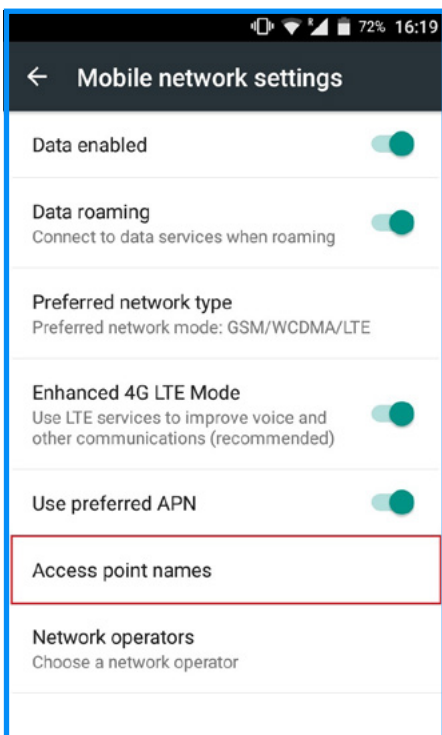 R 72% 16:19
Mobile network settings
Data enabled
Data roaming
Connect to data services when roaming
Preferred network type
Preferred network mode: GSM/WCDMA/LTE
Enhanced 4G LTE Mode
Use LTE services to improve voice and
other communications (recommended)
Use preferred APN
Access point names
Network operators
Choose a network operator